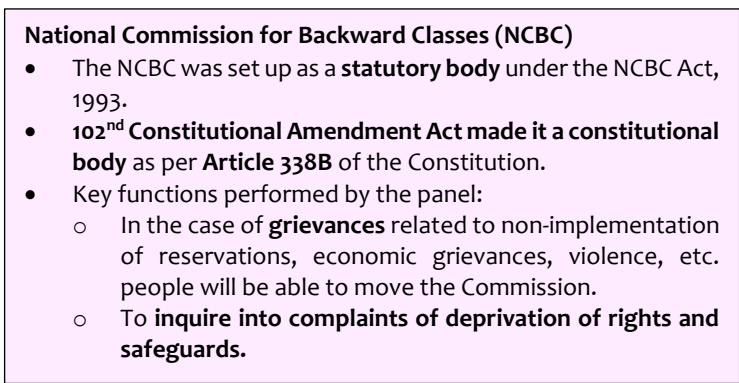 National Commission for Backward Classes (NCBC)
• The NCBC was set up as a statutory body under the NCBC Act,
1993.
• 102nd Constitutional Amendment Act made it a constitutional
body as per Article 338B of the Constitution.
• Key functions performed by the panel:
o In the case of grievances related to non-implementation
of reservations, economic grievances, violence, etc.
people will be able to move the Commission.
o To inquire into complaints of deprivation of rights and
safeguards.